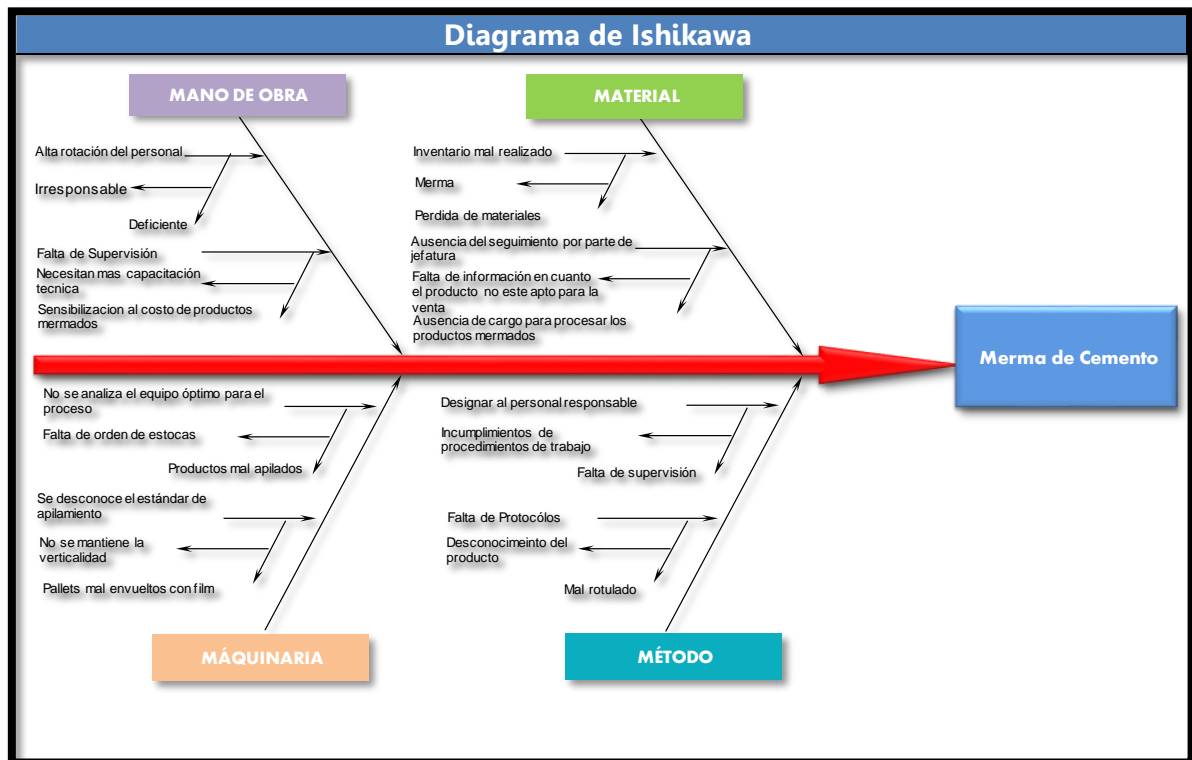 Diagrama de Ishikawa
MANO DE OBRA
MATERIAL
Alta rotación del personal
Irresponsable
Deficiente
Falta de Supervisión
Necesitan mas capacitación
tecnica
Sensibilizacion al costo de productos
mermados
Inventario mal realizado
Merma
Perdida de materiales
Ausencia del seguimiento por parte de
jefatura
Falta de información en cuanto
el producto no este apto para la
venta
Ausencia de cargo para procesar los
productos mermados
Merma de Cemento
No se analiza el equipo óptimo para el
proceso
Falta de orden de estocas
Productos mal apilados
Se desconoce el estándar de
apilamiento
No se mantiene la
verticalidad
Pallets mal envueltos con film
Designar al personal responsable
Incumplimientos de
procedimientos de trabajo
Falta de supervisión
Falta de Protocólos
Desconocimeinto del
producto
Mal rotulado
MÁQUINARIA
MÉTODO